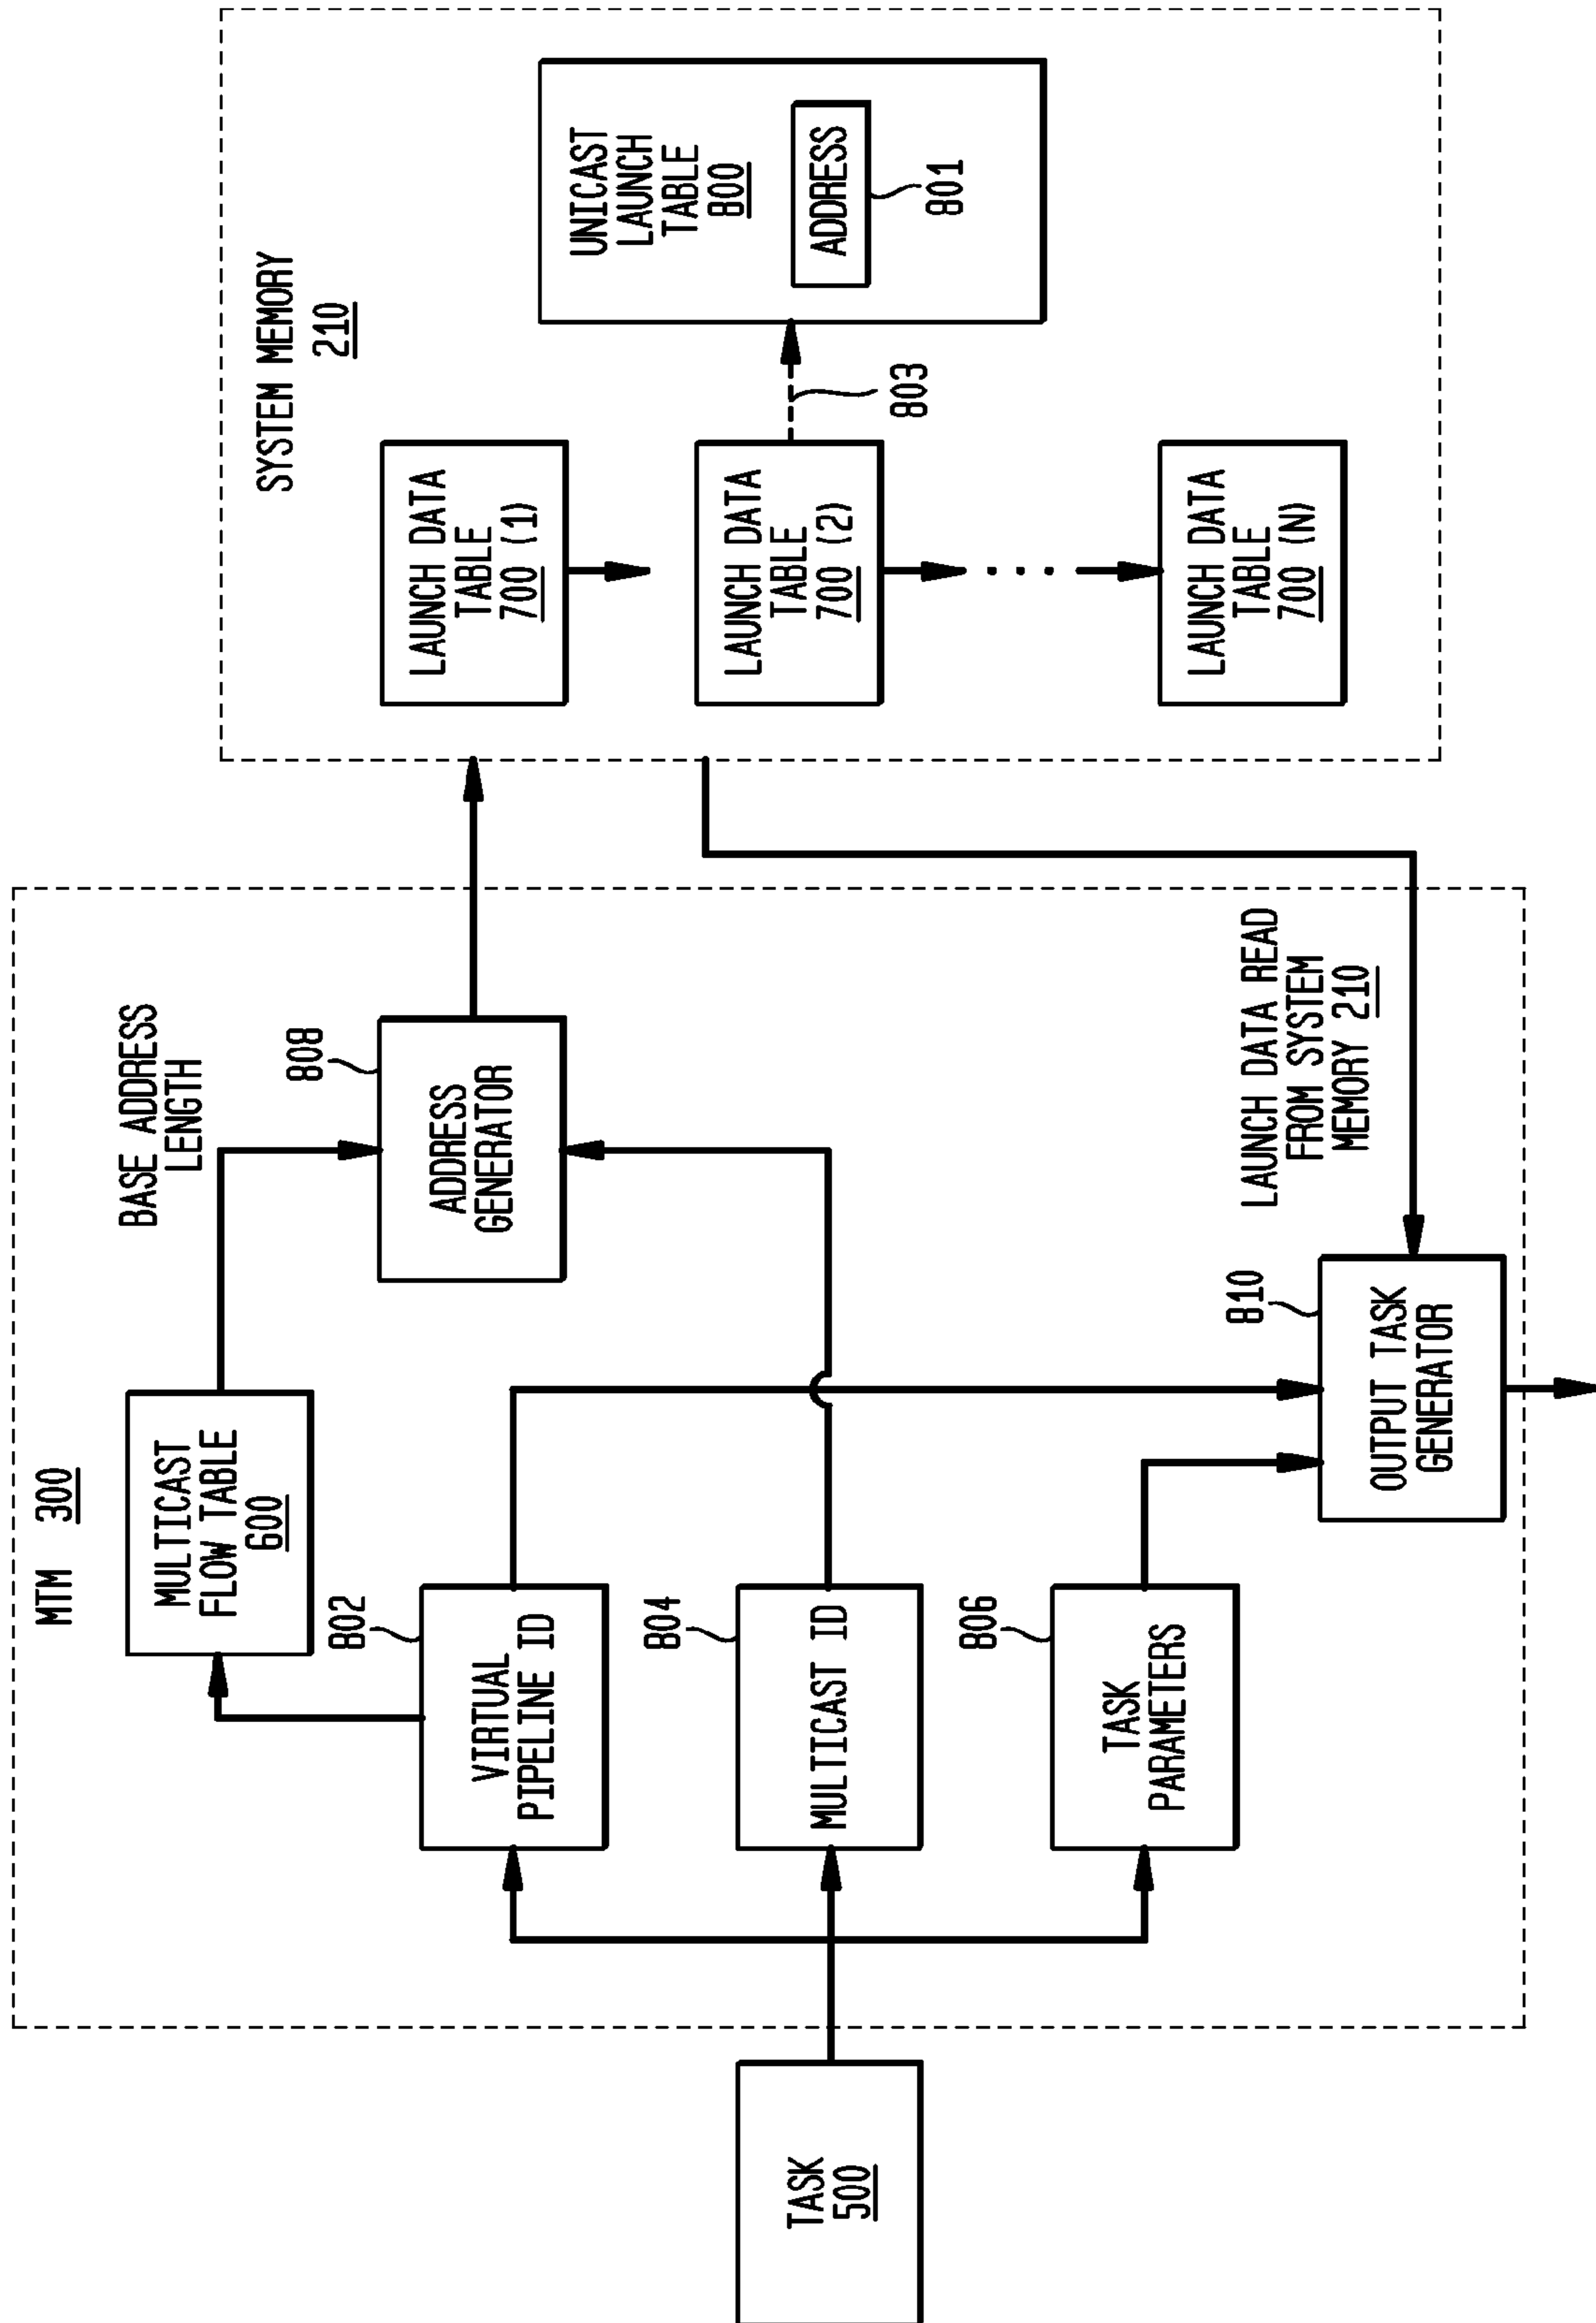 MTM 300
MULTICAST
FLOW TABLE
600
BASE ADDRESS
LENGTH
802
VIRTUAL
PIPELINE ID
808
ADDRESS
GENERATOR
TASK
500
804
MULTICAST ID
806
TASK
PARAMETERS
810
OUTPUT TASK
GENERATOR
LAUNCH DATA READ
FROM SYSTEM
MEMORY 210
SYSTEM MEMORY
210
LAUNCH DATA
TABLE
700 (1)
LAUNCH DATA
TABLE
700 (2)
LAUNCH DATA
TABLE
700 (N)
803
UNICAST
LAUNCH
TABLE
800
ADDRESS
801